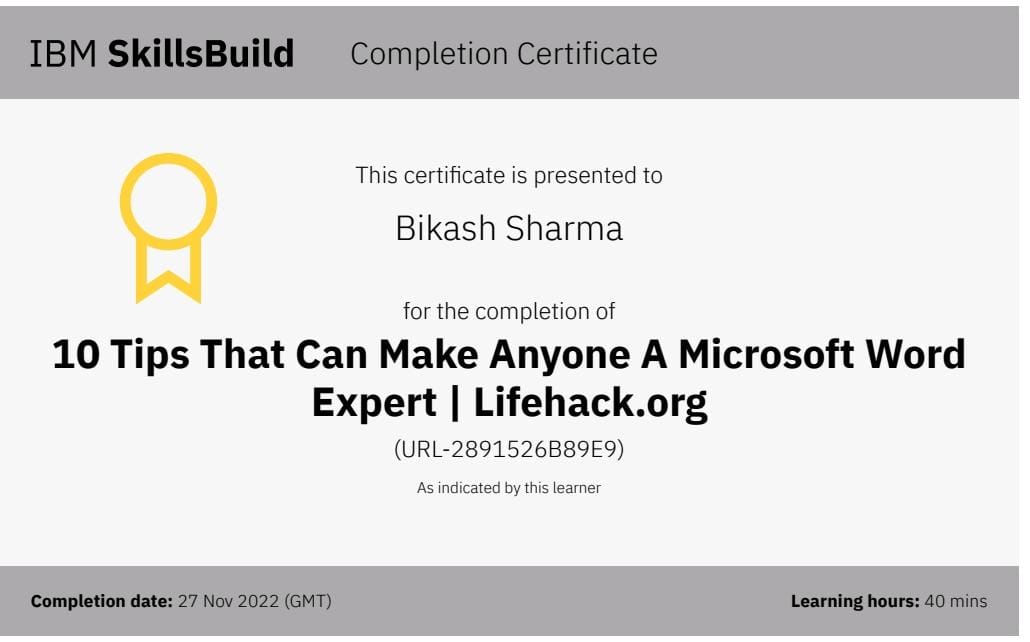 IBM SkillsBuild Completion Certificate
This certificate is presented to
Bikash Sharma
for the completion of
10 Tips That Can Make Anyone A Microsoft Word
Expert | Lifehack.org
(URL-2891526B89E9)
As indicated by this learner
Completion date: 27 Nov 2022 (GMT) Learning hours: 40 mins